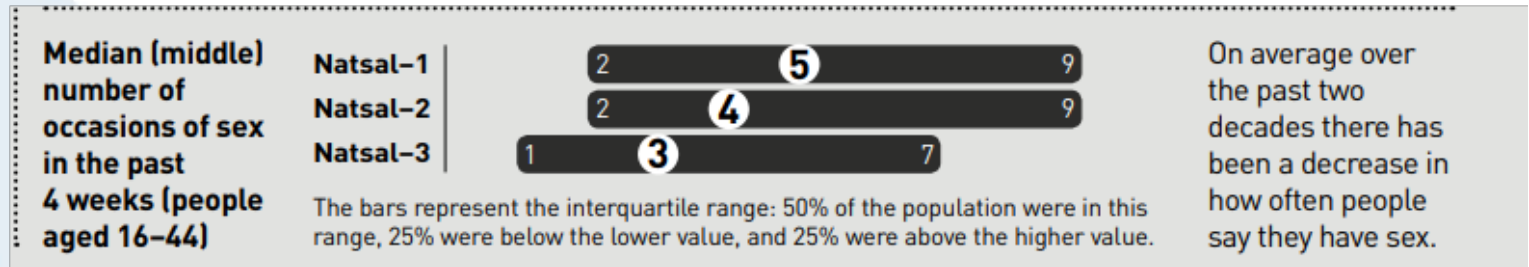 Median (middle)
number of
occasions of sex
in the past
4 weeks (people
aged 16–44)
Natsal–1
2 5 9
Natsal–2
2 4 9
Natsal–3
1 3 7
The bars represent the interquartile range: 50% of the population were in this
range, 25% were below the lower value, and 25% were above the higher value.
On average over
the past two
decades there has
been a decrease in
how often people
say they have sex.